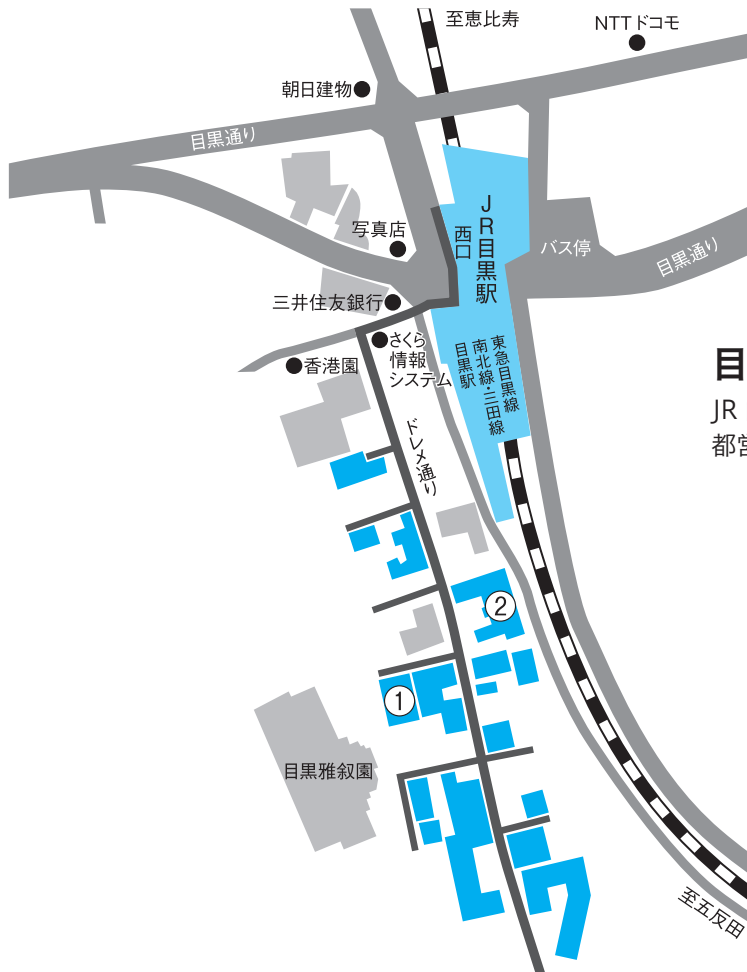 至恵比寿
NTTドコモ
朝日建物
目黒通り
写真店
JR目黒駅
西口
バス停
目黒通り
三井住友銀行
さくら
情報
システム
香港園
東急目黒線
南北線・三田線
目黒駅
目
JR
都営
ドレメ通り
②
①
目黒雅叙園
至五反田